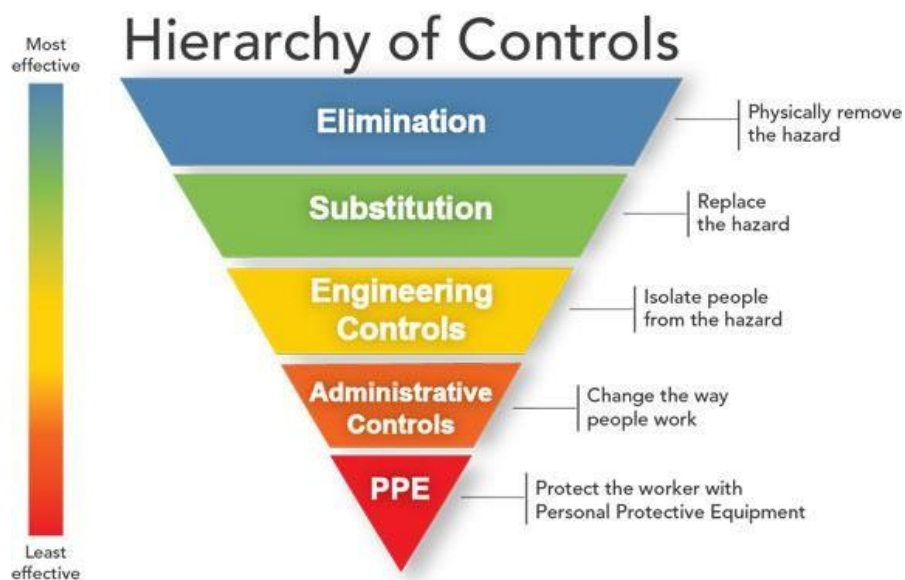 Hierarchy of Controls
Most
effective
Elimination
Physically remove
the hazard
Substitution
Replace
the hazard
Engineering
Controls
Isolate people
from the hazard
Administrative
Controls
Change the way
people work
PPE
Protect the worker with
Personal Protective Equipment
Least
effective